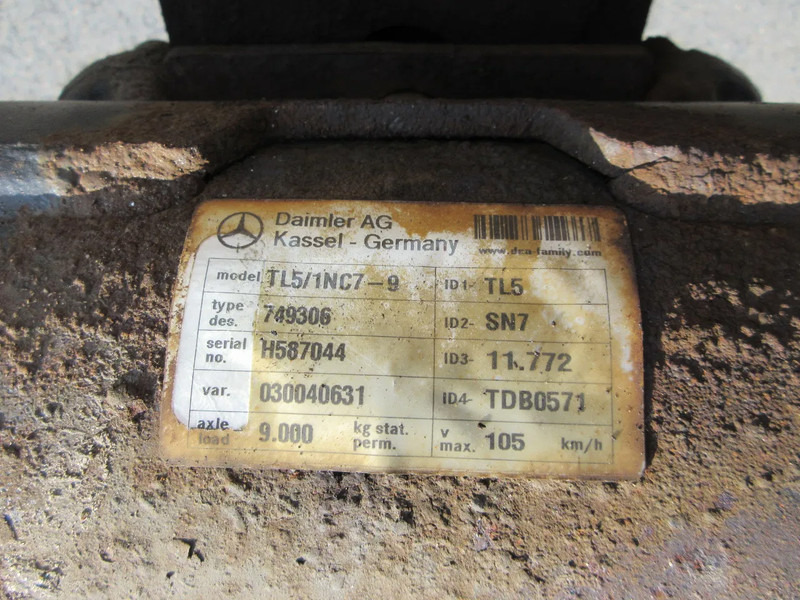 Daimler AG
Kassel - Germany
www.dca-family.com
model TL5/1NC7-9 ID1- TL5
type des. 749306 ID2- SN7
serial no. H587044 ID3- 11.772
var. 030040631 ID4- TDB0571
axle load 9.000 kg stat. perm. v max. 105 km/h